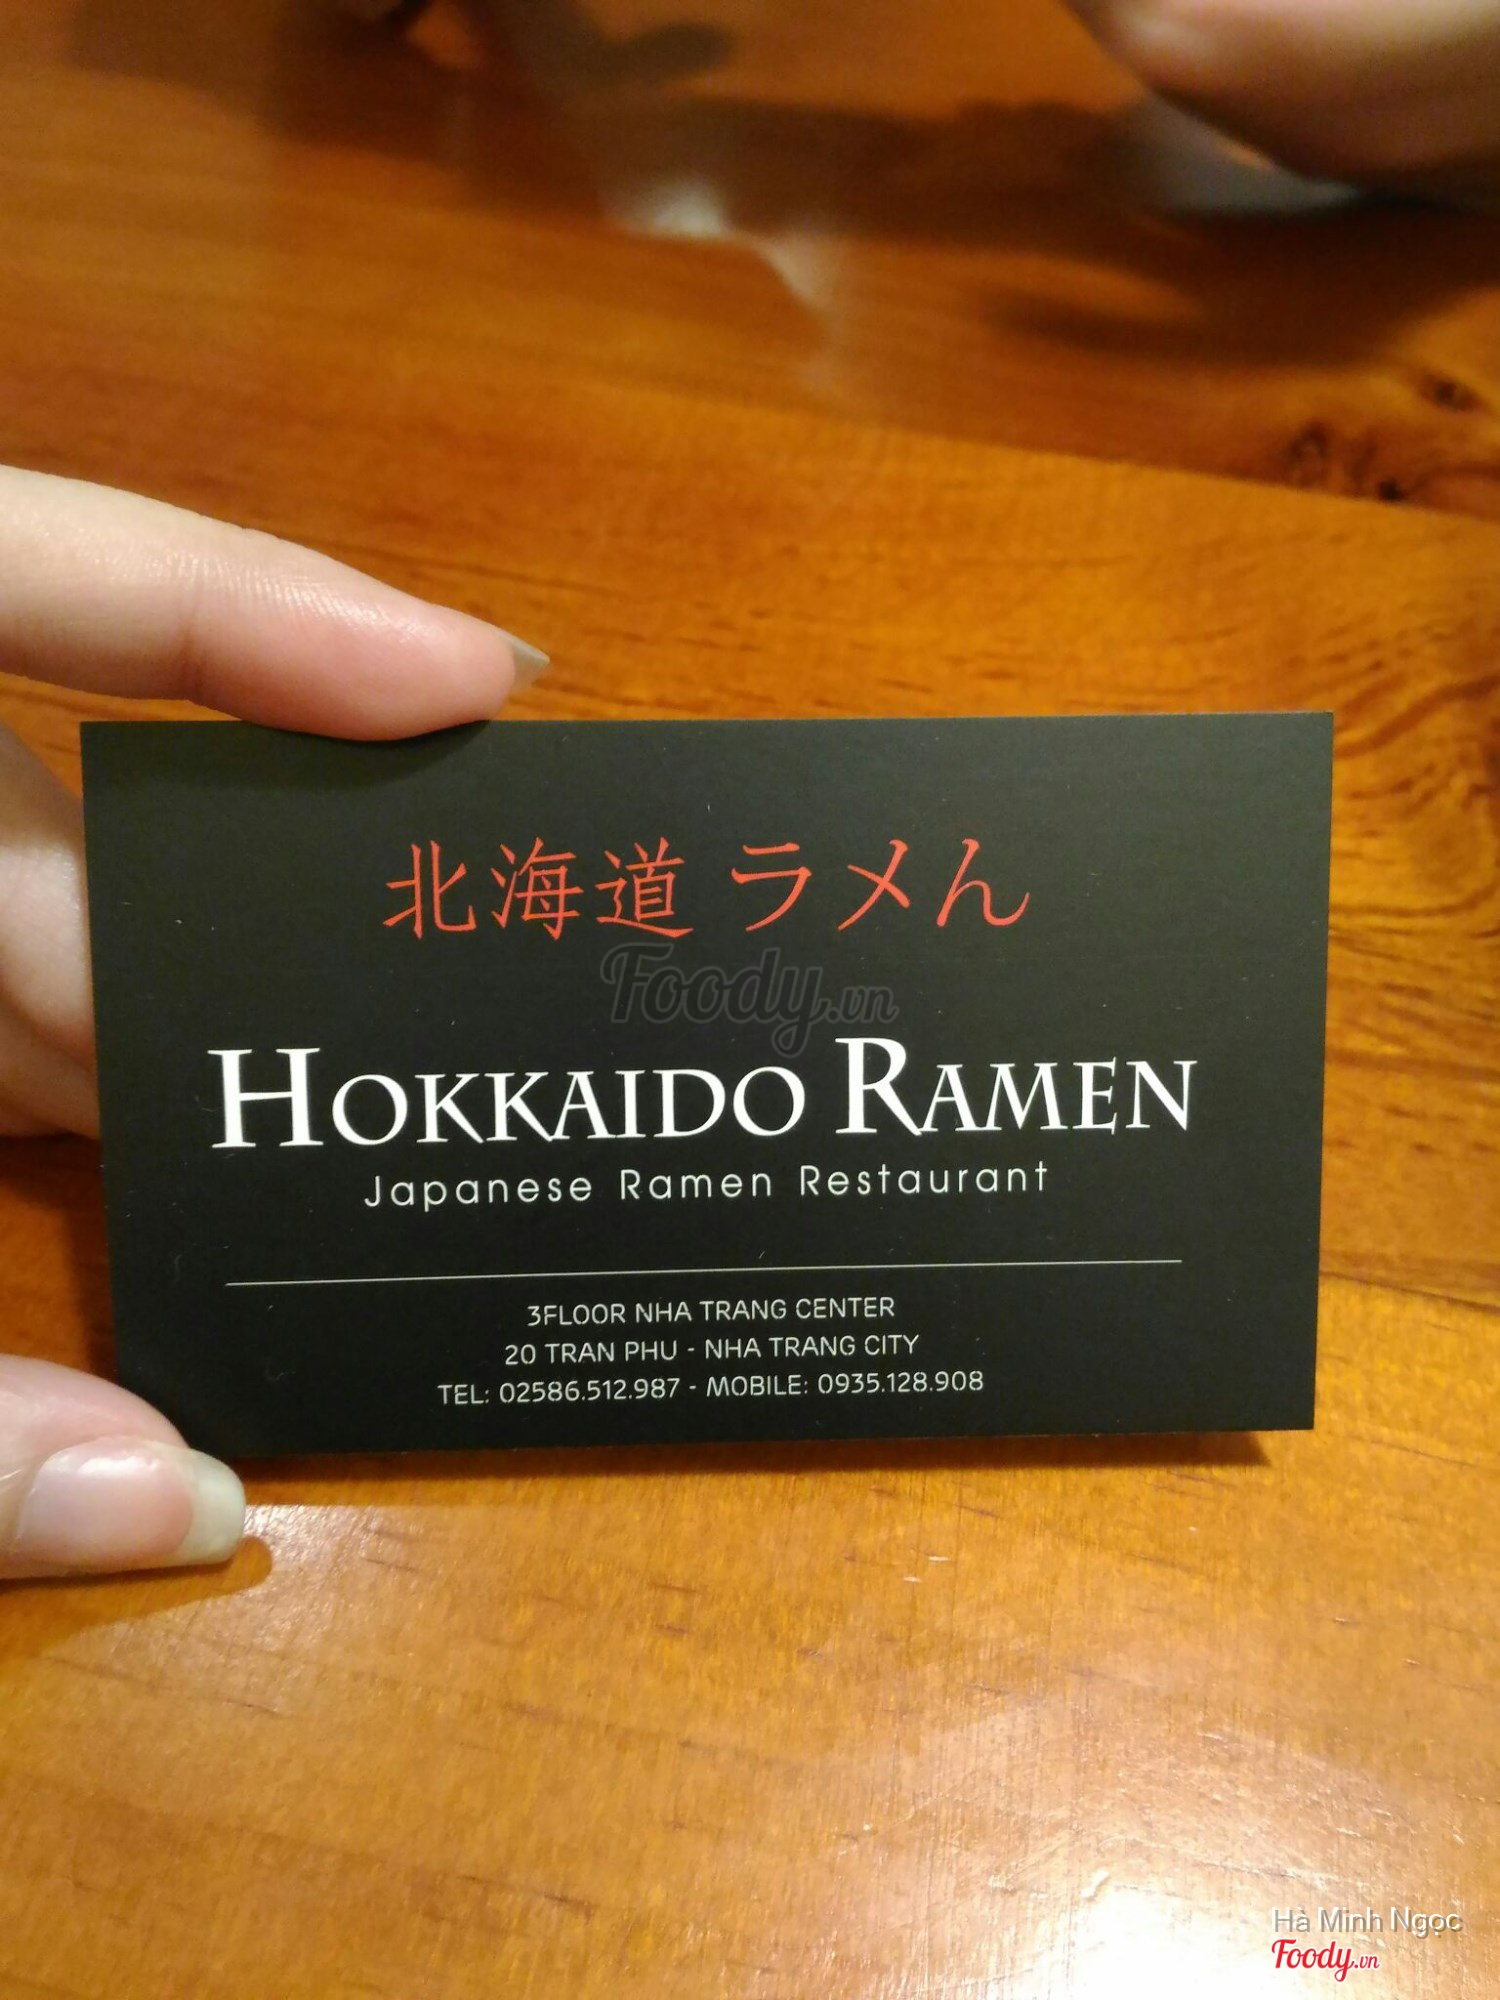 北海道 ラメん
Foody.vn
HOKKAIDO RAMEN
Japanese Ramen Restaurant
3FLOOR NHA TRANG CENTER
20 TRAN PHU - NHA TRANG CITY
TEL: 02586.512.987 - MOBILE: 0935.128.908
Hà Minh Ngọc
Foody.vn